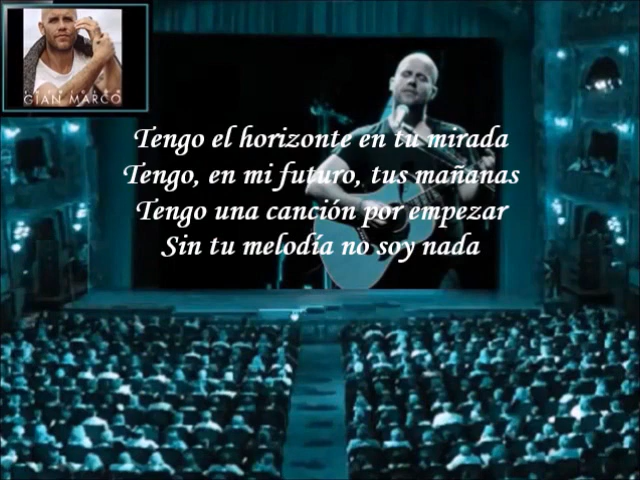 GIAN MARCO
Tengo el horizonte en tu mirada
Tengo, en mi futuro, tus mañanas
Tengo una canción por empezar
Sin tu melodía no soy nada